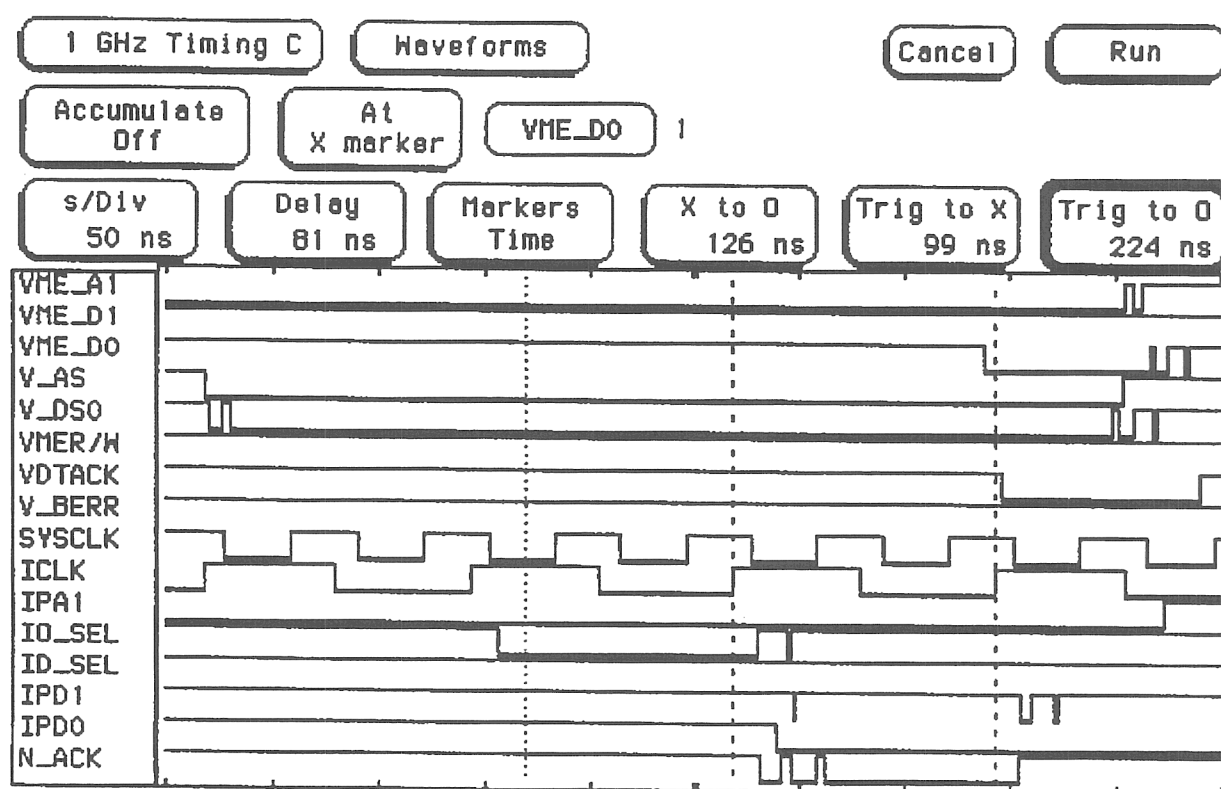 1 GHz Timing C Waveforms Cancel Run
Accumulate Off At X marker VME_DO 1
s/Div 50 ns Delay 81 ns Markers Time X to O 126 ns Trig to X 99 ns Trig to O 224 ns
VME_A1
VME_D1
VME_DO
V_AS
V_DSO
VMER/W
VDTACK
V_BERR
SYSCLK
ICLK
IPA1
IO_SEL
ID_SEL
IPD1
IPDO
N_ACK